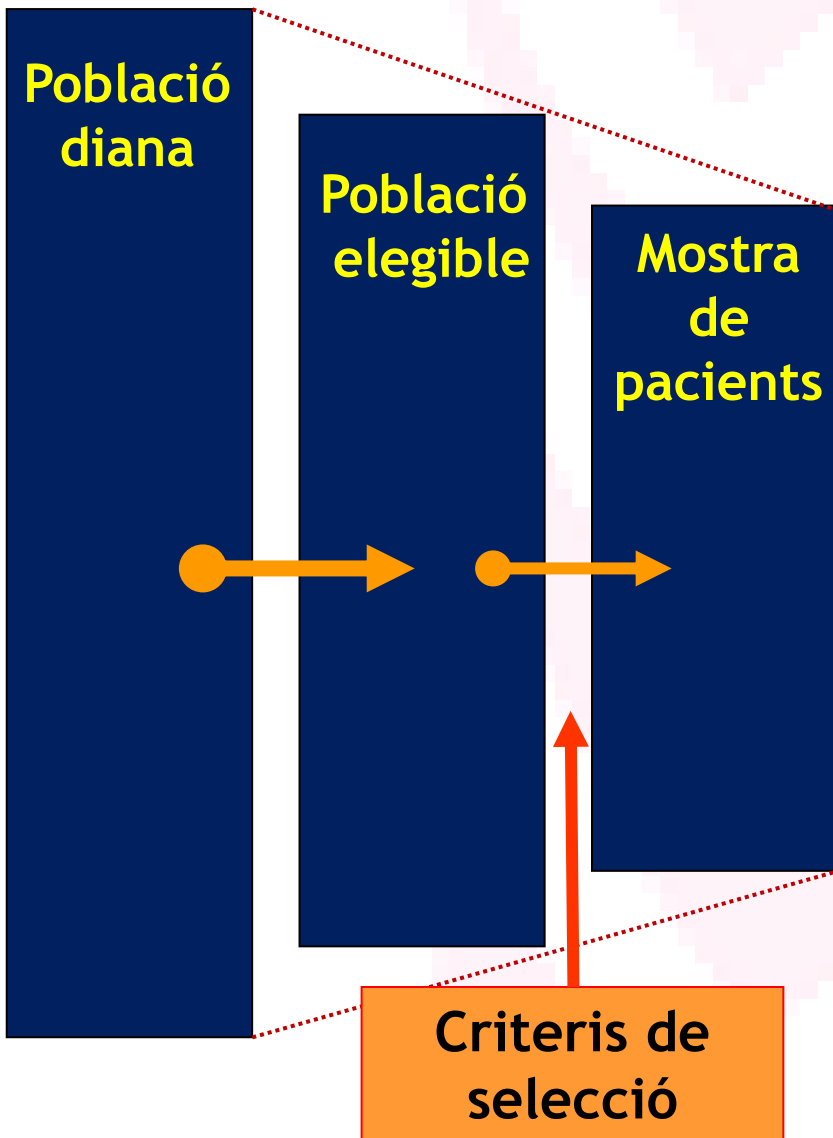 Població
diana
Població
elegible
Mostra
de
pacients
Criteris de
selecció